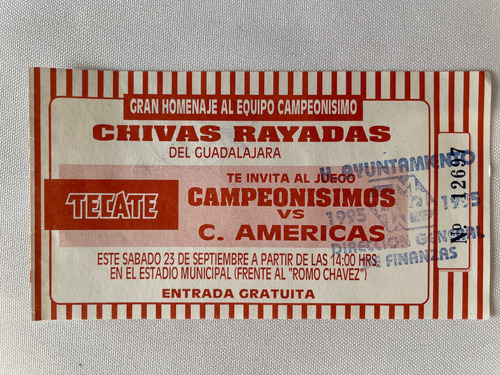 GRAN HOMENAJE AL EQUIPO CAMPEONISIMO
CHIVAS RAYADAS
DEL GUADALAJARA
TECATE
TE INVITA AL JUEGO
CAMPEONISIMOS
VS
C. AMERICAS
ESTE SABADO 23 DE SEPTIEMBRE A PARTIR DE LAS 14:00 HRS.
EN EL ESTADIO MUNICIPAL (FRENTE AL "ROMO CHAVEZ")
ENTRADA GRATUITA
H. AYUNTAMIENTO
1995 1995
DIRECCION GENERAL
DE FINANZAS
Nº 12697